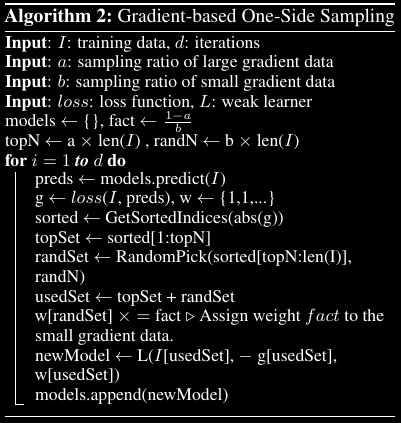 Algorithm 2: Gradient-based One-Side Sampling
Input: I: training data, d: iterations
Input: a: sampling ratio of large gradient data
Input: b: sampling ratio of small gradient data
Input: loss: loss function, L: weak learner
models ← {}, fact ← (1−a)/b
topN ← a × len(I) , randN ← b × len(I)
for i = 1 to d do
preds ← models.predict(I)
g ← loss(I, preds), w ← {1,1,...}
sorted ← GetSortedIndices(abs(g))
topSet ← sorted[1:topN]
randSet ← RandomPick(sorted[topN:len(I)],
randN)
usedSet ← topSet + randSet
w[randSet] × = fact ▷ Assign weight fact to the
small gradient data.
newModel ← L(I[usedSet], − g[usedSet],
w[usedSet])
models.append(newModel)